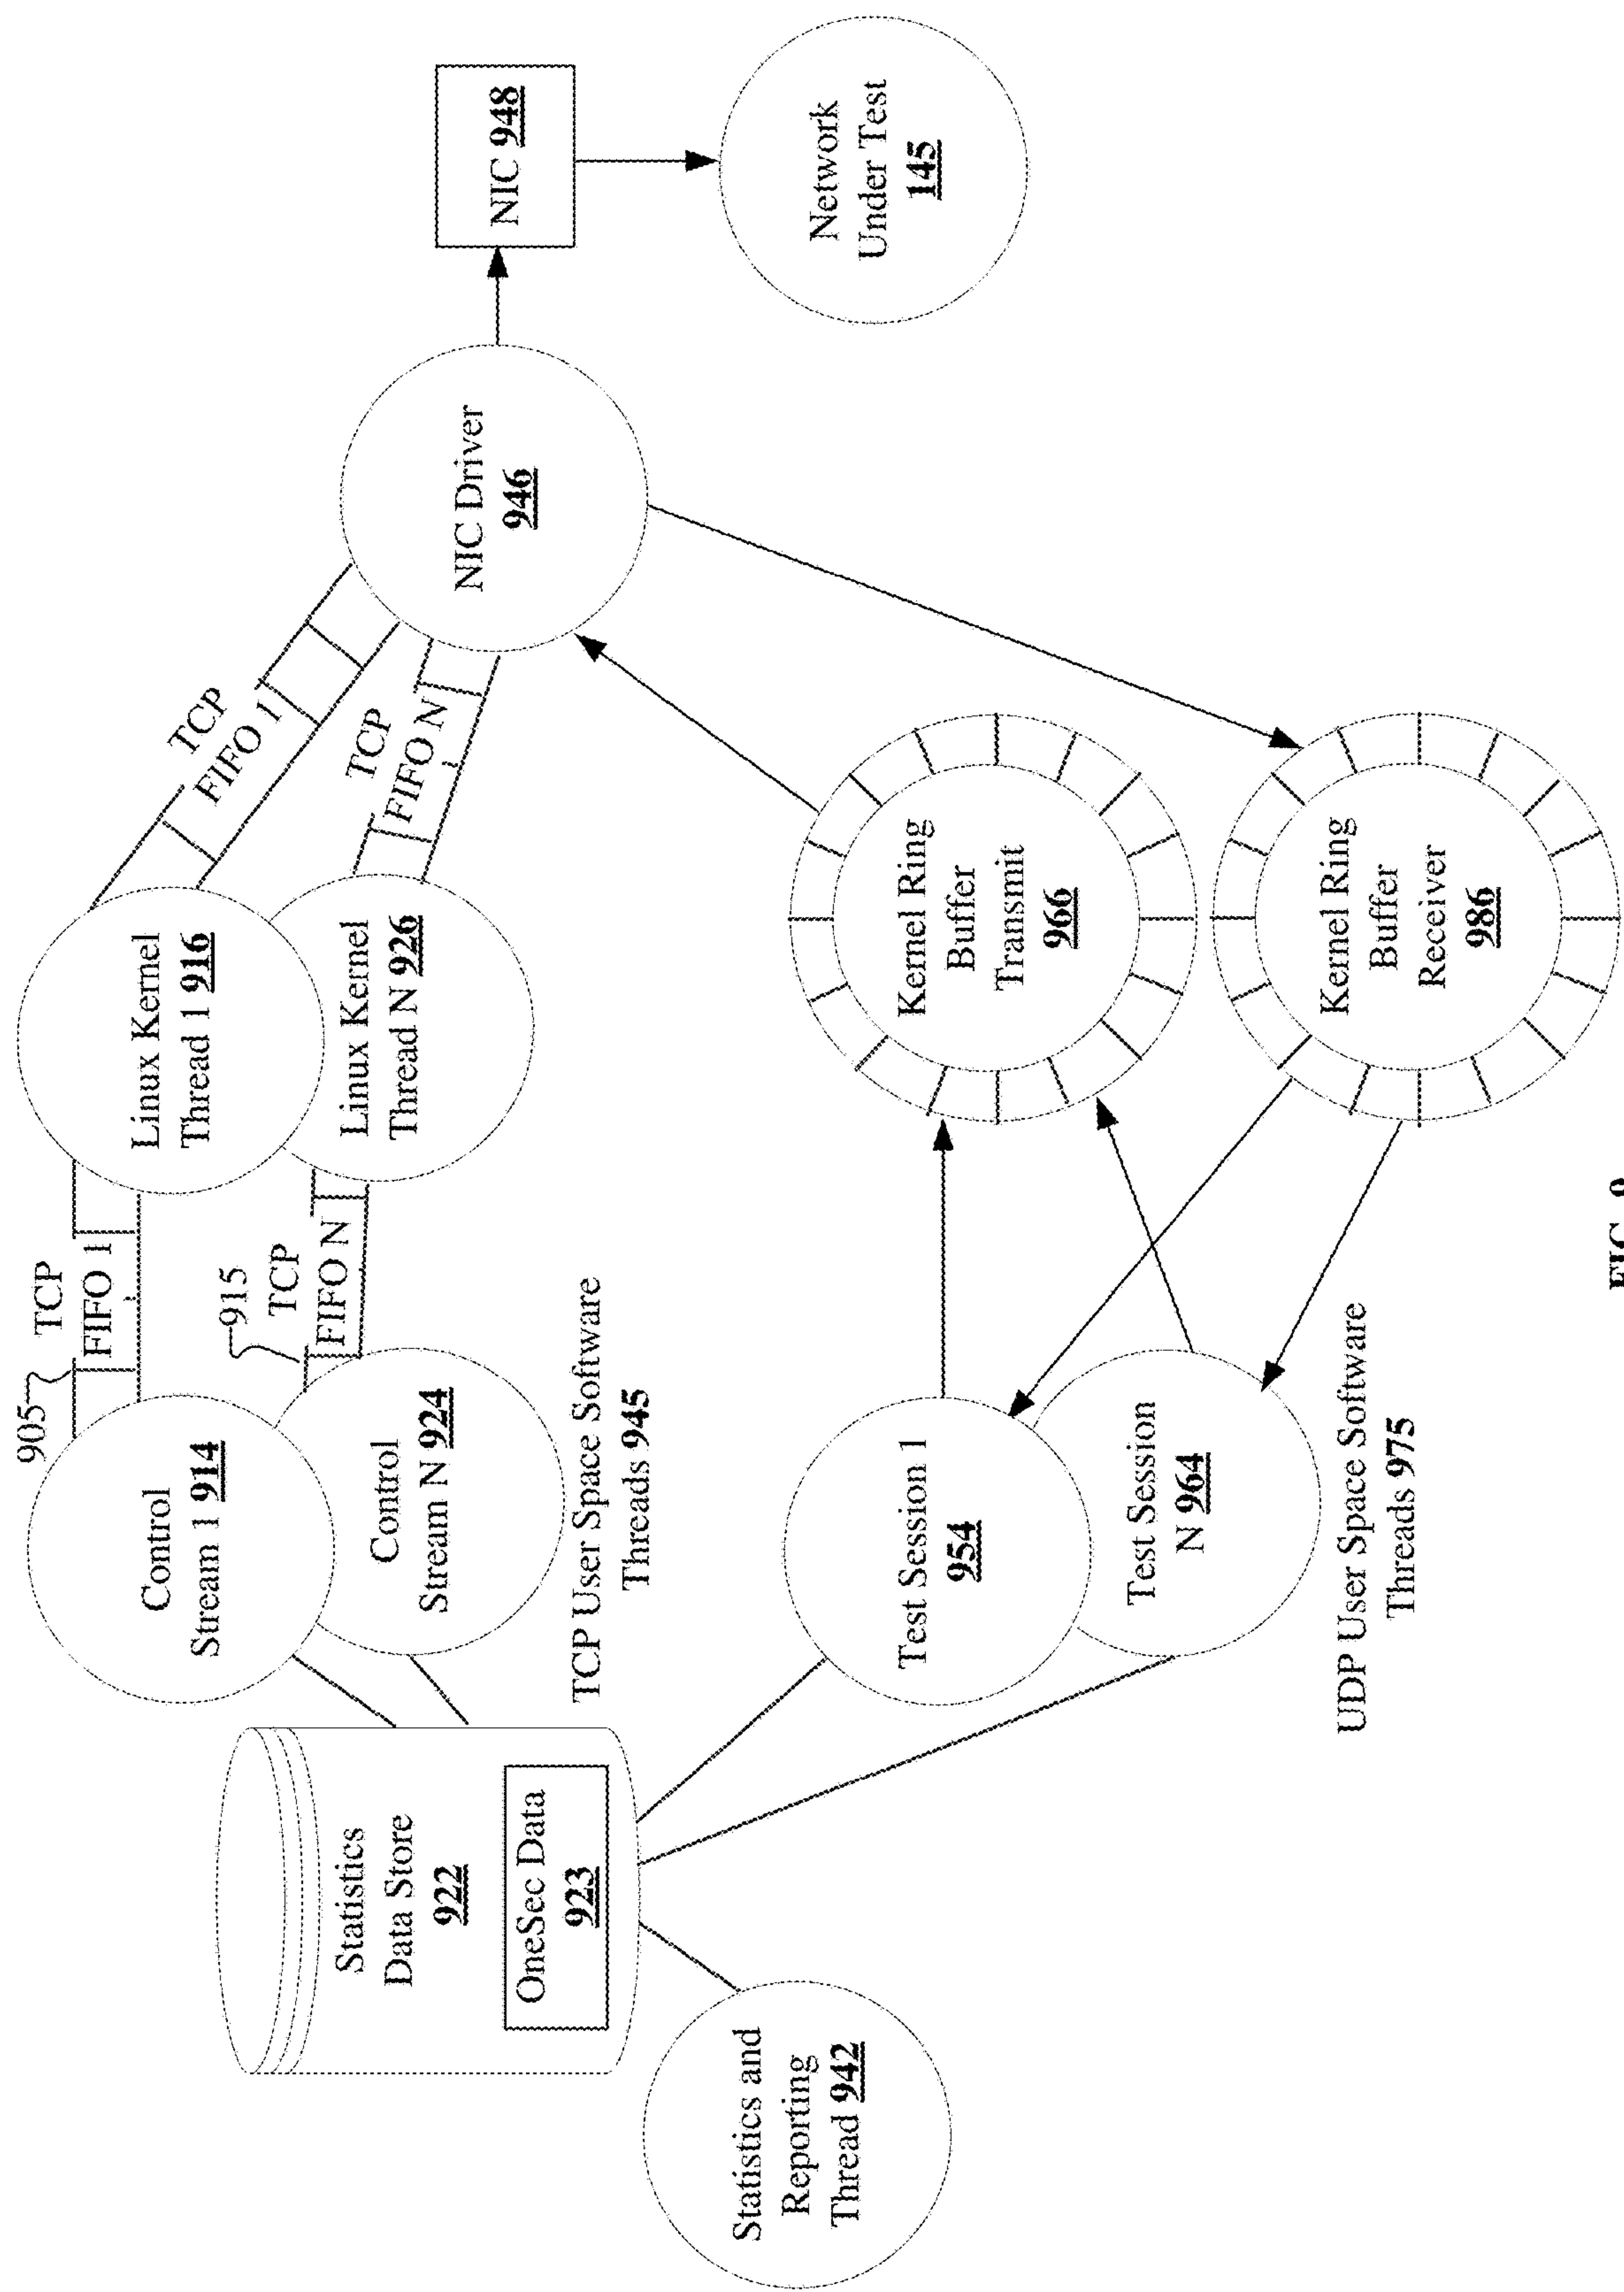 905
TCP
FIFO 1
Control
Stream 1 914
Linux Kernel
Thread 1 916
TCP
FIFO 1
915
TCP
FIFO N
Control
Stream N 924
Linux Kernel
Thread N 926
TCP
FIFO N
NIC Driver
946
NIC 948
Network
Under Test
145
Statistics
Data Store
922
OneSec Data
923
TCP User Space Software
Threads 945
Statistics and
Reporting
Thread 942
Test Session 1
954
Test Session
N 964
Kernel Ring
Buffer
Transmit
966
Kernel Ring
Buffer
Receiver
986
UDP User Space Software
Threads 975
FIG. 9